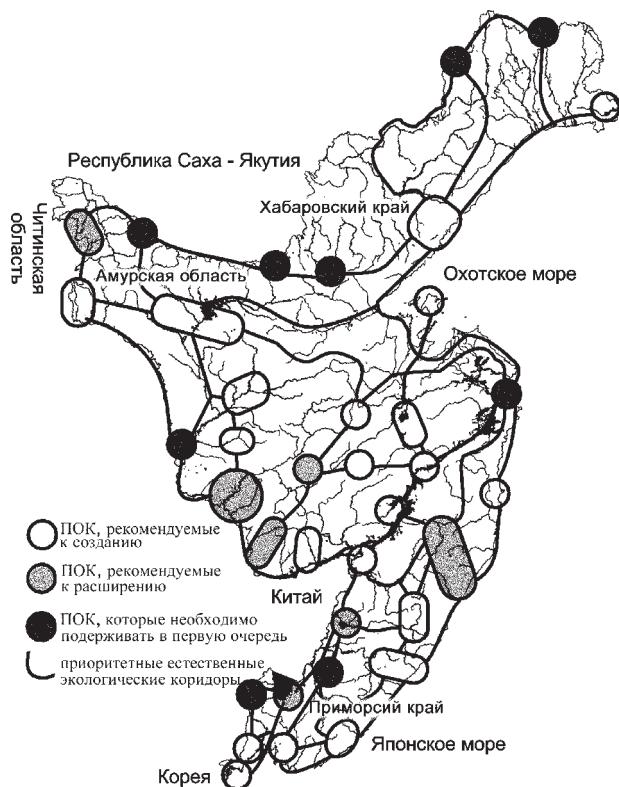 Республика Саха - Якутия
Хабаровский край
Читинская
область
Амурская область
Охотское море
ПОК, рекомендуемые
к созданию
ПОК, рекомендуемые
к расширению
Китай
ПОК, которые необходимо
подерживать в первую очередь
приоритетные естественные
экологические коридоры
Приморсий край
Японское море
Корея